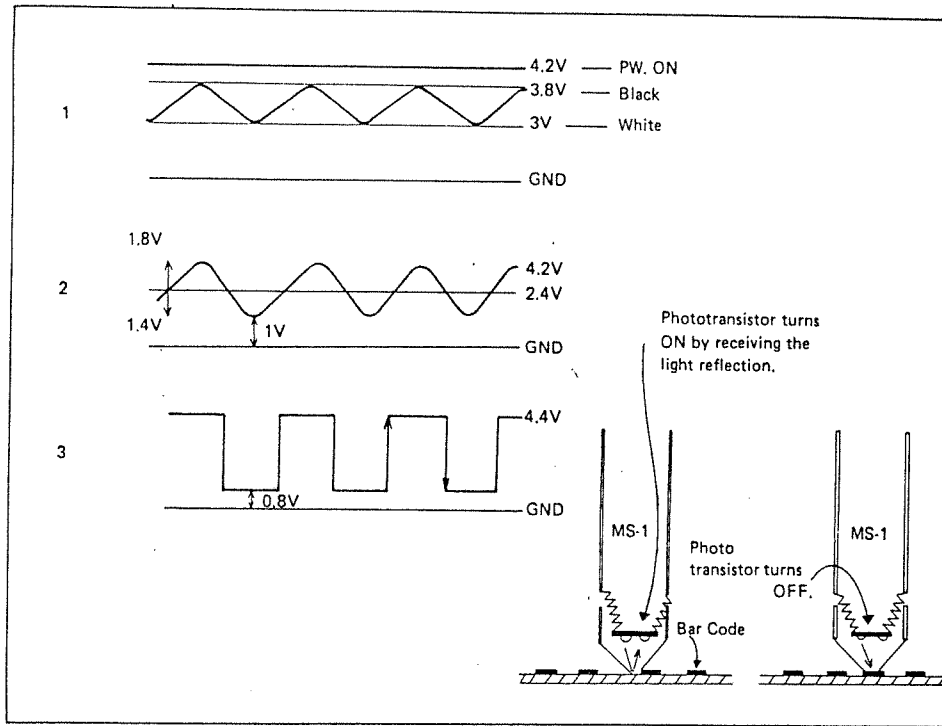 1
4.2V
PW. ON
3.8V
Black
3V
White
GND
2
1.8V
1.4V
4.2V
2.4V
1V
GND
3
4.4V
0.8V
GND
Phototransistor turns
ON by receiving the
light reflection.
MS-1
Bar Code
Photo
transistor turns
OFF.
MS-1